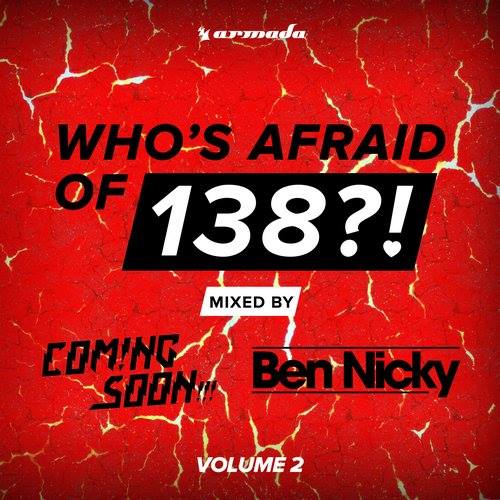 armada
WHO'S AFRAID
OF 138?!
MIXED BY
COMING
SOON!!!
Ben Nicky
VOLUME 2